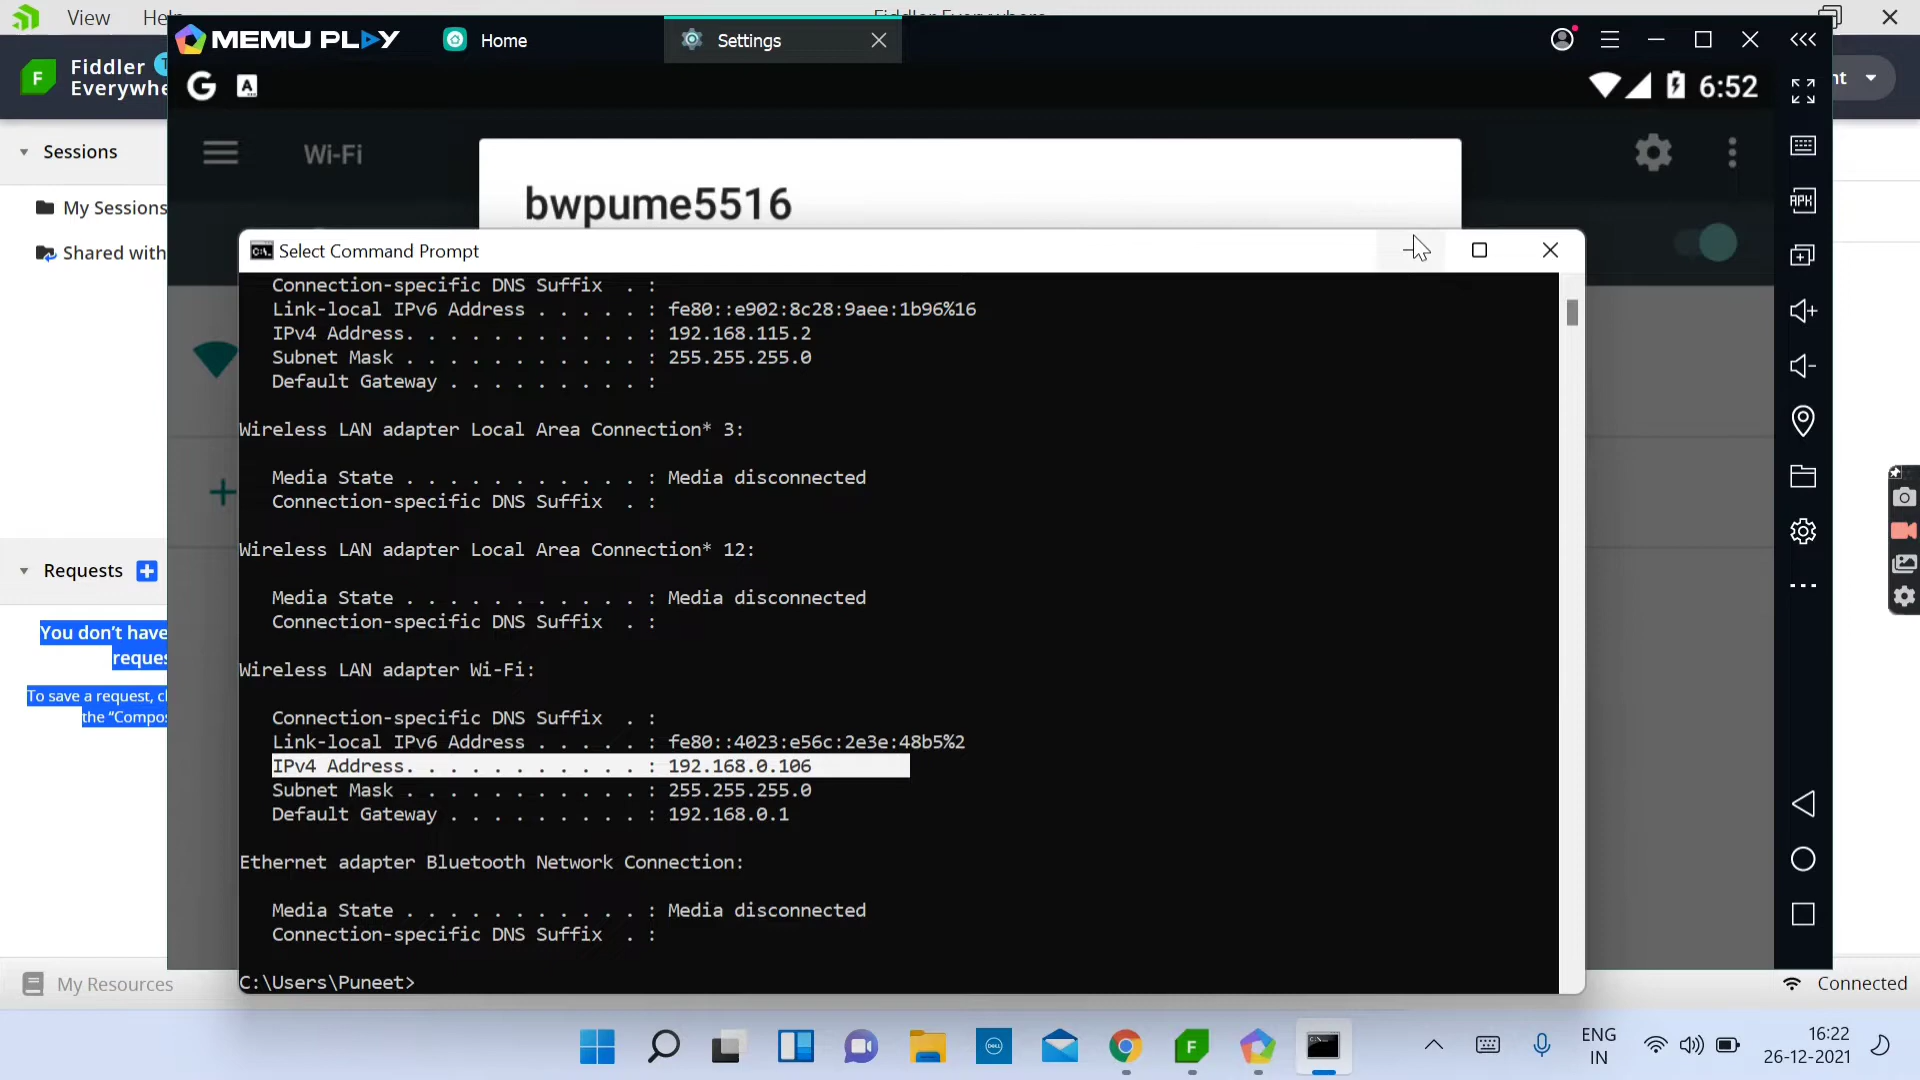 View Help
MEMU PLAY
Home
Settings
Fiddler
Everywhe
6:52
Wi-Fi
bwpume5516
nt
Sessions
My Sessions
Shared with
APK
Select Command Prompt
Connection-specific DNS Suffix . :
Link-local IPv6 Address . . . . . : fe80::e902:8c28:9aee:1b96%16
IPv4 Address. . . . . . . . . . . : 192.168.115.2
Subnet Mask . . . . . . . . . . . : 255.255.255.0
Default Gateway . . . . . . . . . :
Wireless LAN adapter Local Area Connection* 3:
Media State . . . . . . . . . . . : Media disconnected
Connection-specific DNS Suffix . :
Wireless LAN adapter Local Area Connection* 12:
Media State . . . . . . . . . . . : Media disconnected
Connection-specific DNS Suffix . :
Wireless LAN adapter Wi-Fi:
Connection-specific DNS Suffix . :
Link-local IPv6 Address . . . . . : fe80::4023:e56c:2e3e:48b5%2
IPv4 Address. . . . . . . . . . . : 192.168.0.106
Subnet Mask . . . . . . . . . . . : 255.255.255.0
Default Gateway . . . . . . . . . : 192.168.0.1
Ethernet adapter Bluetooth Network Connection:
Media State . . . . . . . . . . . : Media disconnected
Connection-specific DNS Suffix . :
C:\Users\Puneet>
Requests
You don't have
reques
To save a request, cl
the "Compos
My Resources
Connected
ENG
IN
16:22
26-12-2021